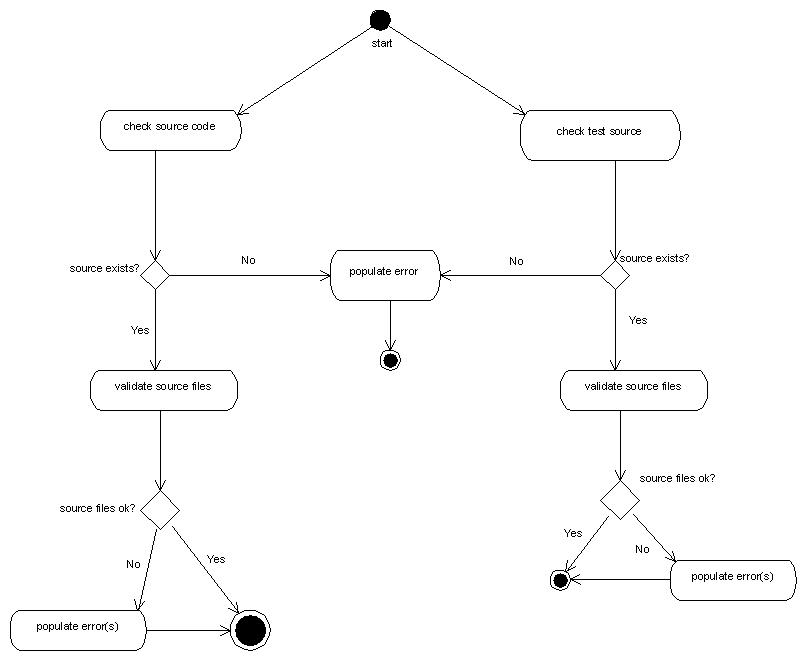 start
check source code
check test source
source exists?
No
populate error
No
source exists?
Yes
Yes
validate source files
validate source files
source files ok?
source files ok?
No
Yes
Yes
No
populate error(s)
populate error(s)